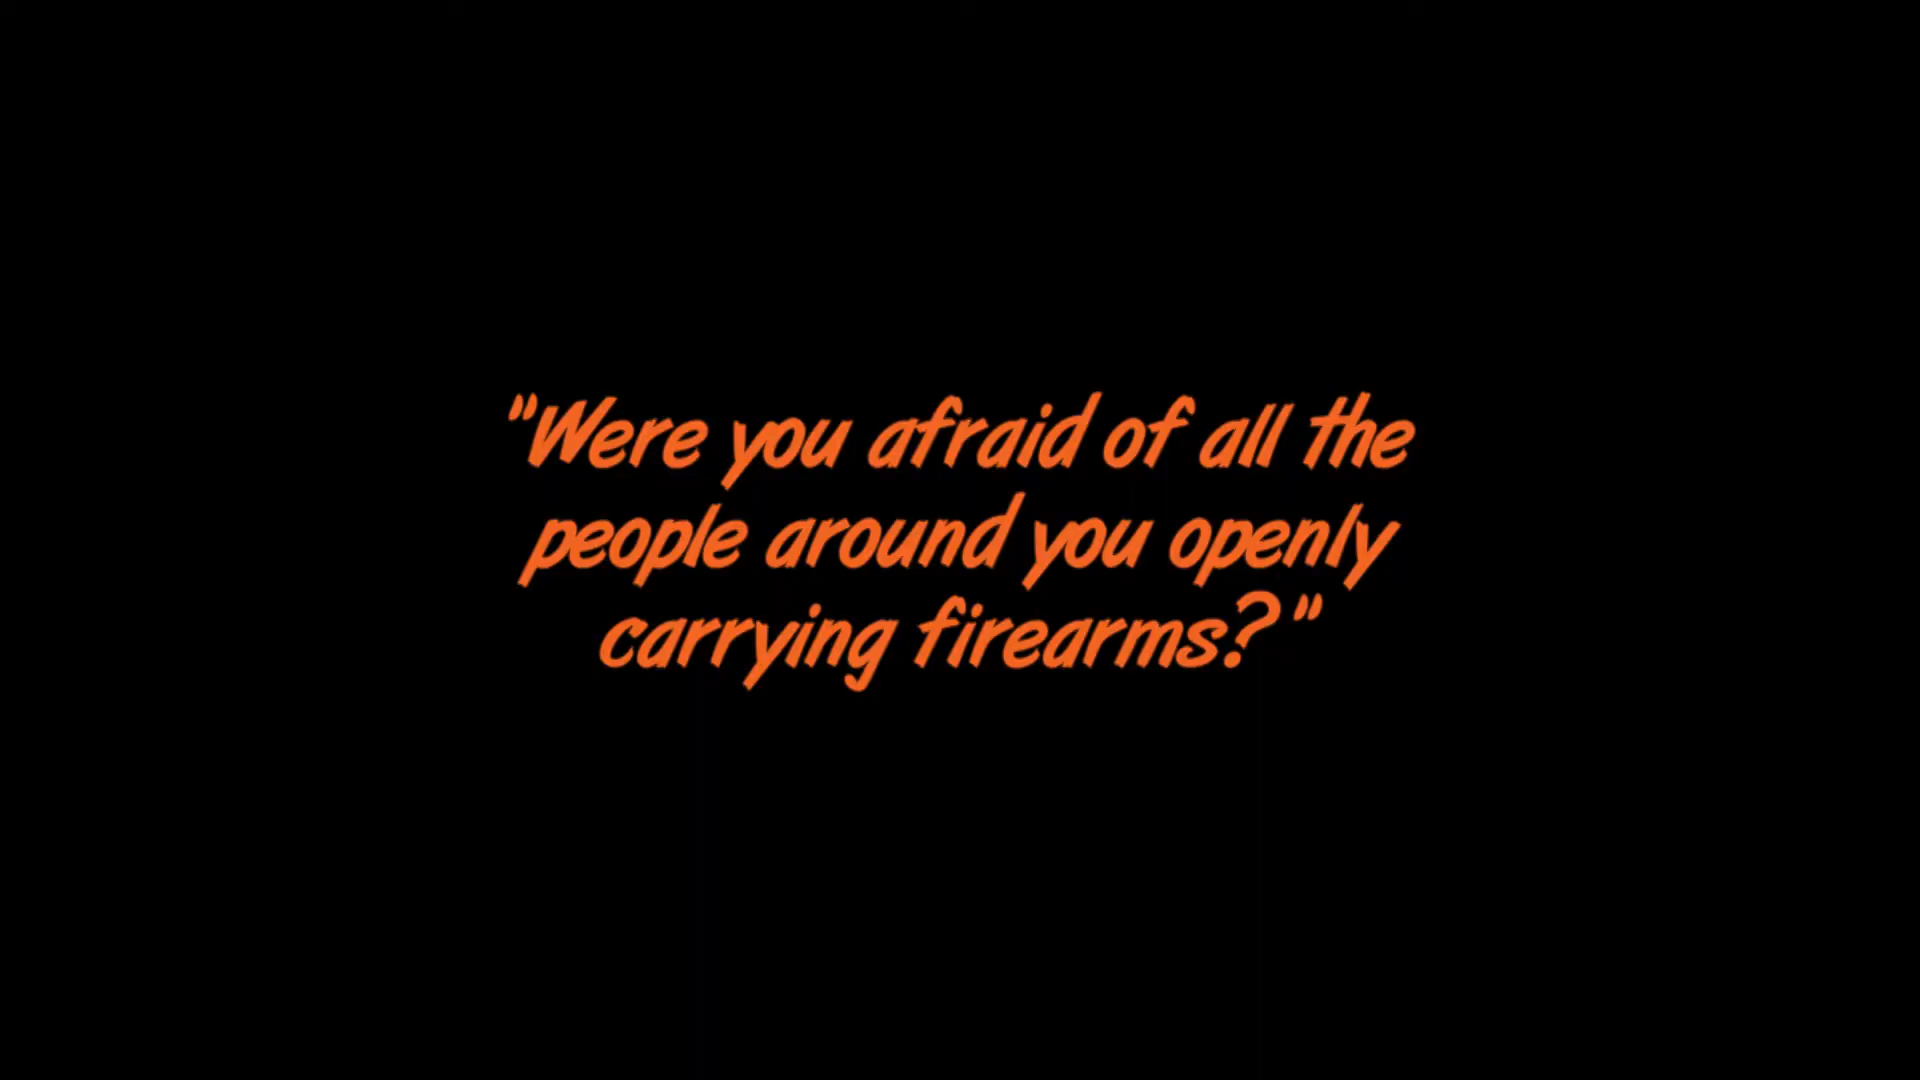 "Were you afraid of all the
people around you openly
carrying firearms?"